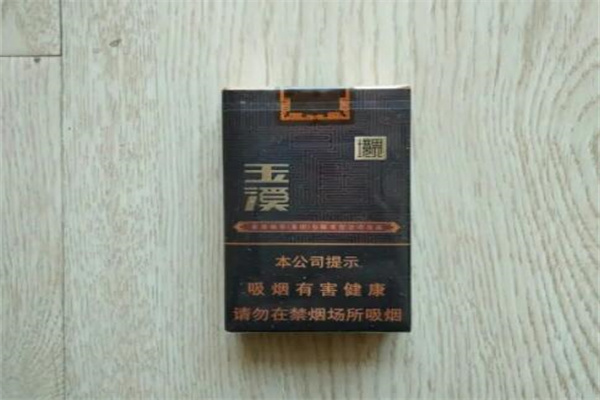 玉溪
本公司提示
吸烟有害健康
请勿在禁烟场所吸烟